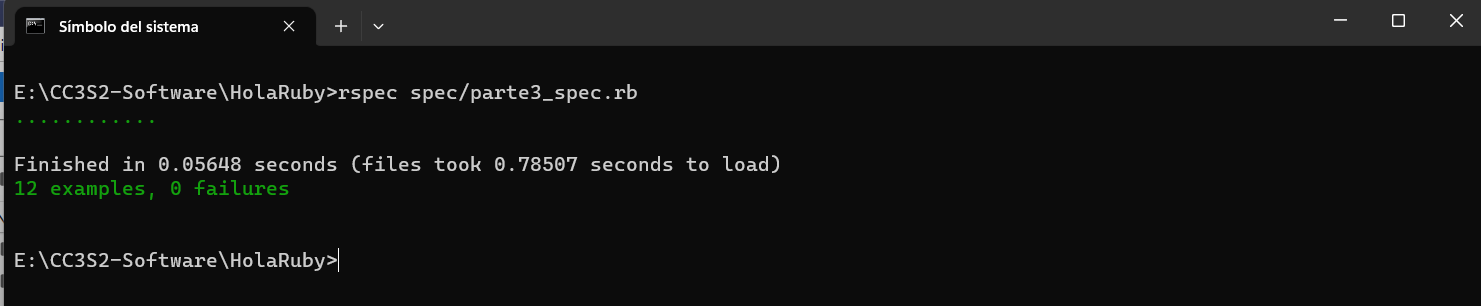 Símbolo del sistema
E:\CC3S2-Software\HolaRuby>rspec spec/parte3_spec.rb
............
Finished in 0.05648 seconds (files took 0.78507 seconds to load)
12 examples, 0 failures
E:\CC3S2-Software\HolaRuby>